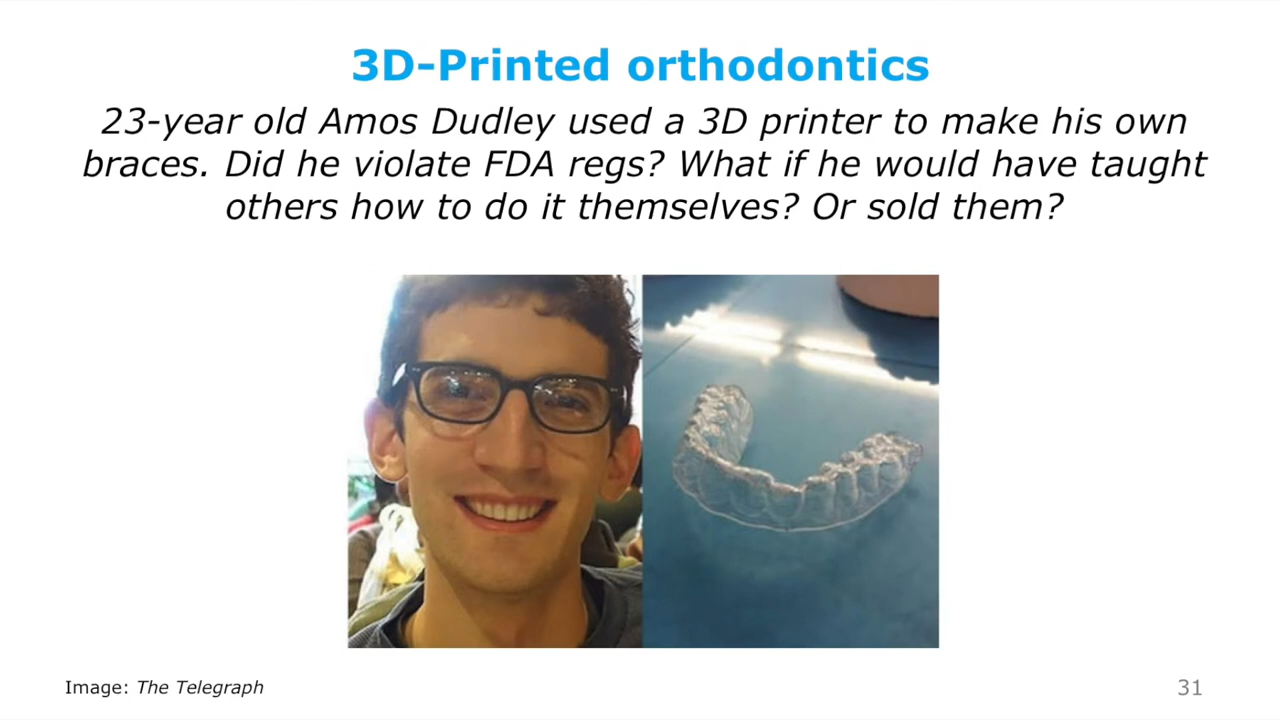 3D-Printed orthodontics
23-year old Amos Dudley used a 3D printer to make his own
braces. Did he violate FDA regs? What if he would have taught
others how to do it themselves? Or sold them?
Image: The Telegraph
31